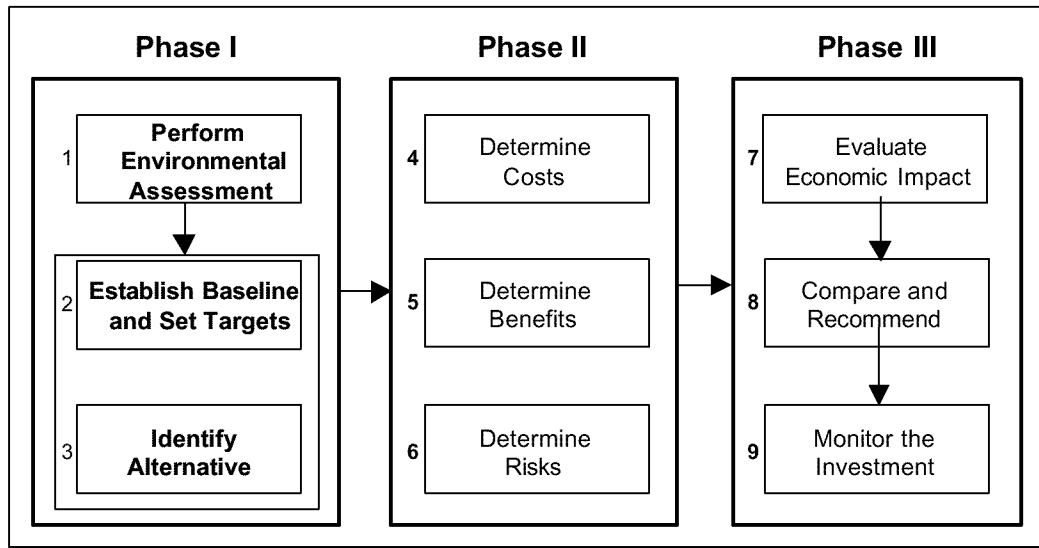 Phase I
1
Perform
Environmental
Assessment
2
Establish Baseline
and Set Targets
3
Identify
Alternative
Phase II
4
Determine
Costs
5
Determine
Benefits
6
Determine
Risks
Phase III
7
Evaluate
Economic Impact
8
Compare and
Recommend
9
Monitor the
Investment